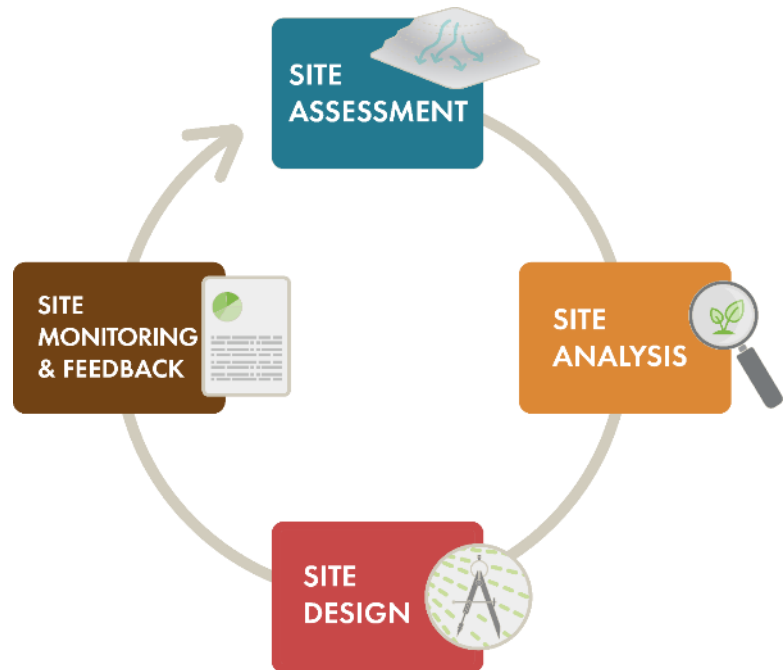 SITE
ASSESSMENT
SITE
ANALYSIS
SITE
DESIGN
SITE
MONITORING
& FEEDBACK